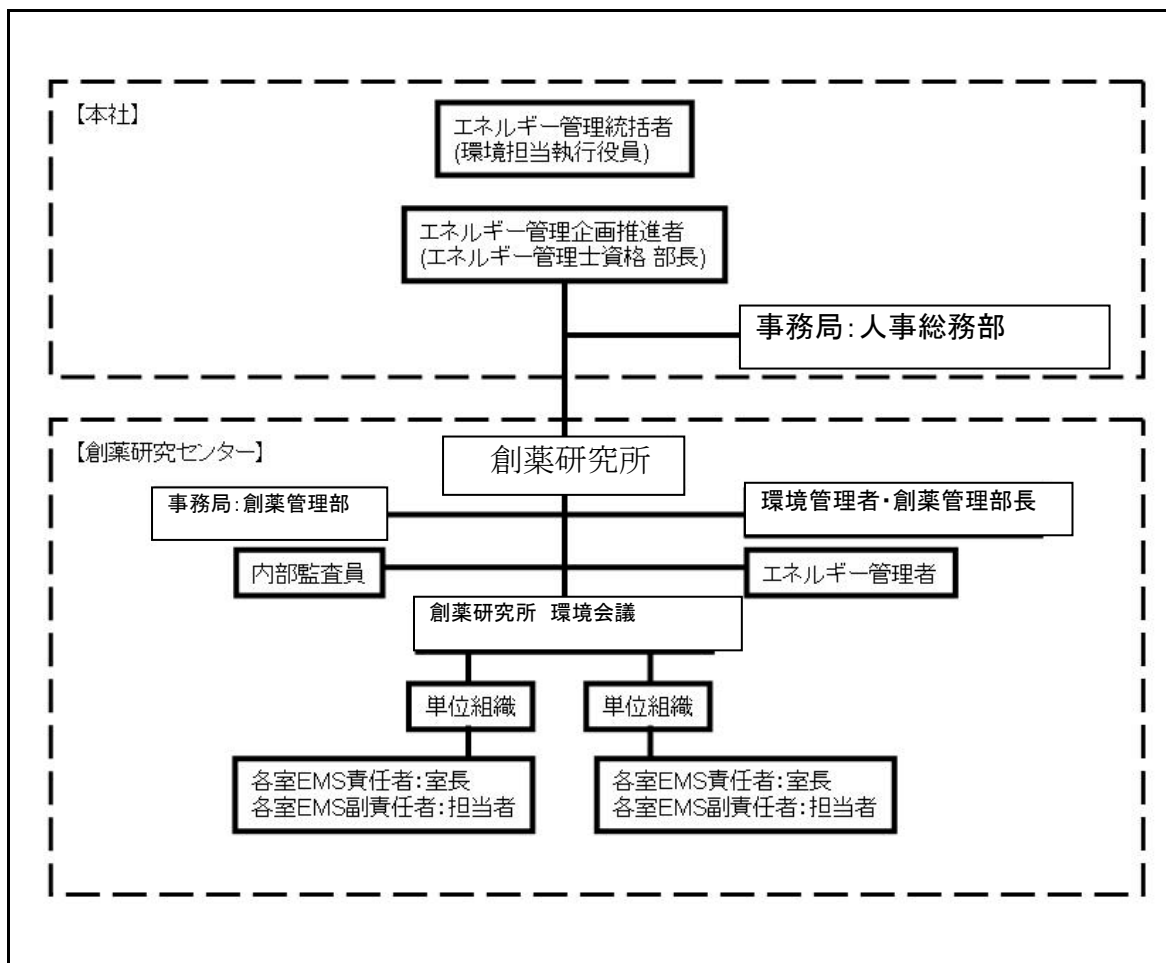 【本社】
エネルギー管理統括者
(環境担当執行役員)
エネルギー管理企画推進者
(エネルギー管理士資格 部長)
事務局:人事総務部
【創薬研究センター】
創薬研究所
事務局:創薬管理部
環境管理者・創薬管理部長
内部監査員
エネルギー管理者
創薬研究所 環境会議
単位組織
単位組織
各室EMS責任者:室長
各室EMS副責任者:担当者
各室EMS責任者:室長
各室EMS副責任者:担当者